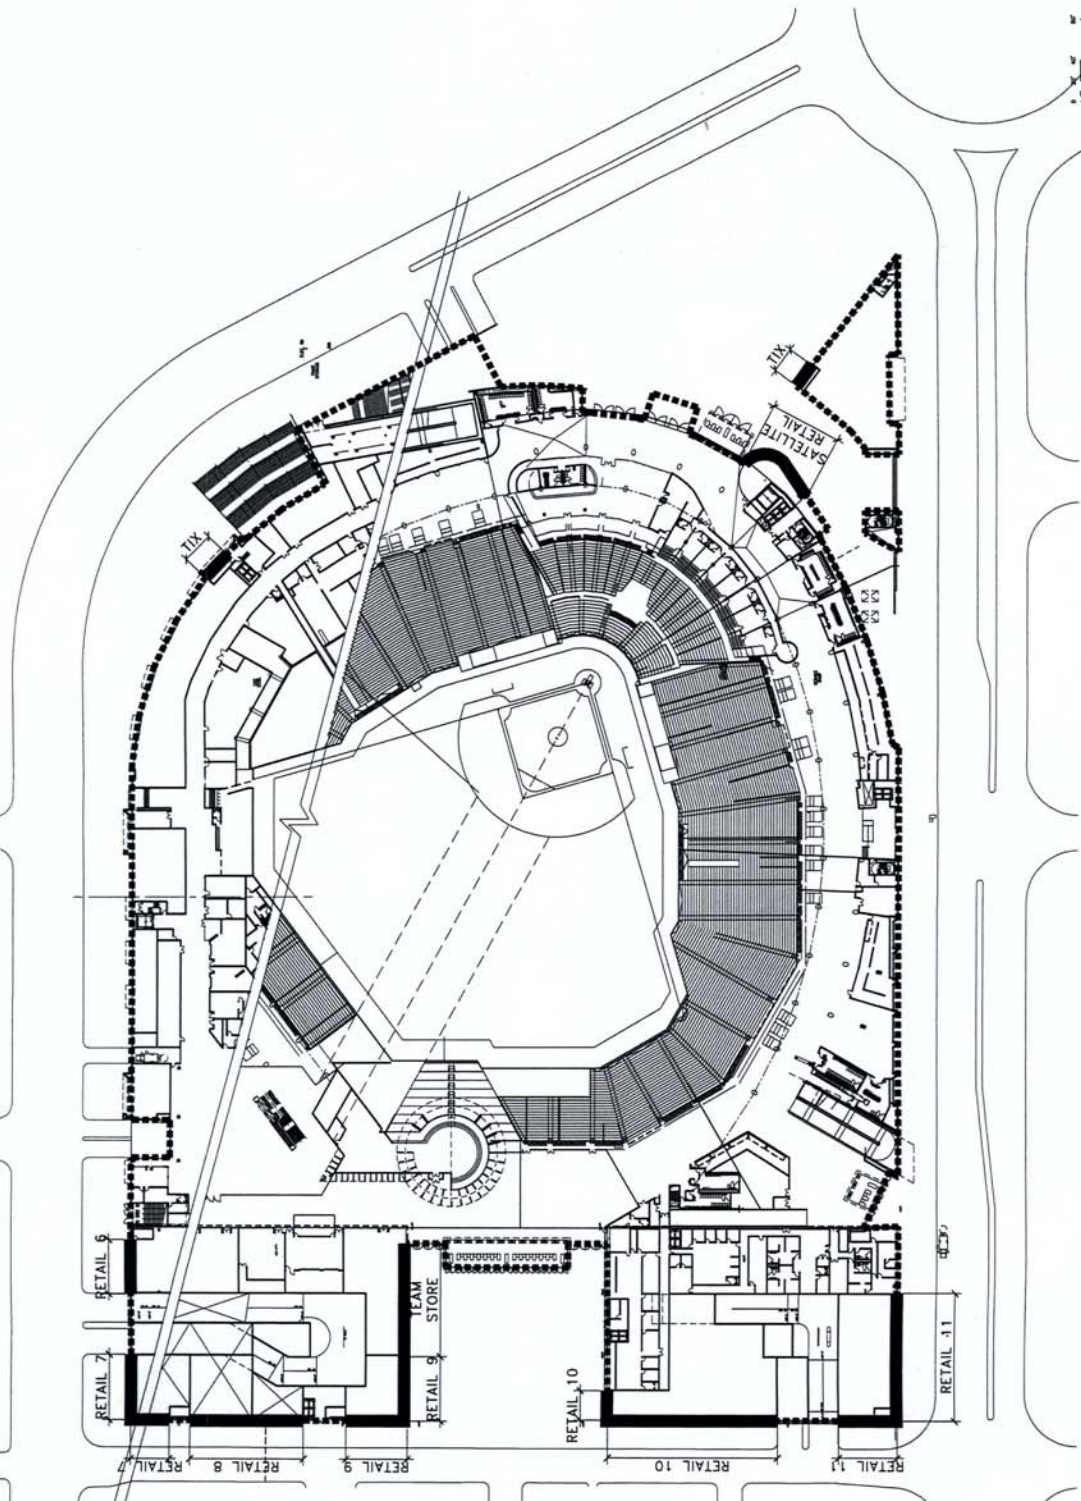 TIX
SATELLITE
RETAIL
TIX
RETAIL 6
TEAM
STORE
RETAIL 7
RETAIL 9
RETAIL 10
RETAIL 11
RETAIL 7
RETAIL 8
RETAIL 9
RETAIL 10
RETAIL 11